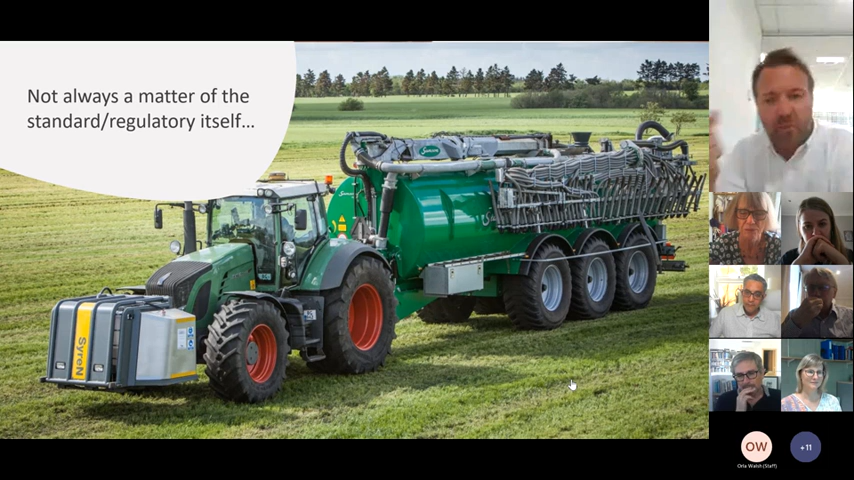 Not always a matter of the
standard/regulatory itself...
Samson
SyreN
OW
+11
Orla Walsh (Staff)